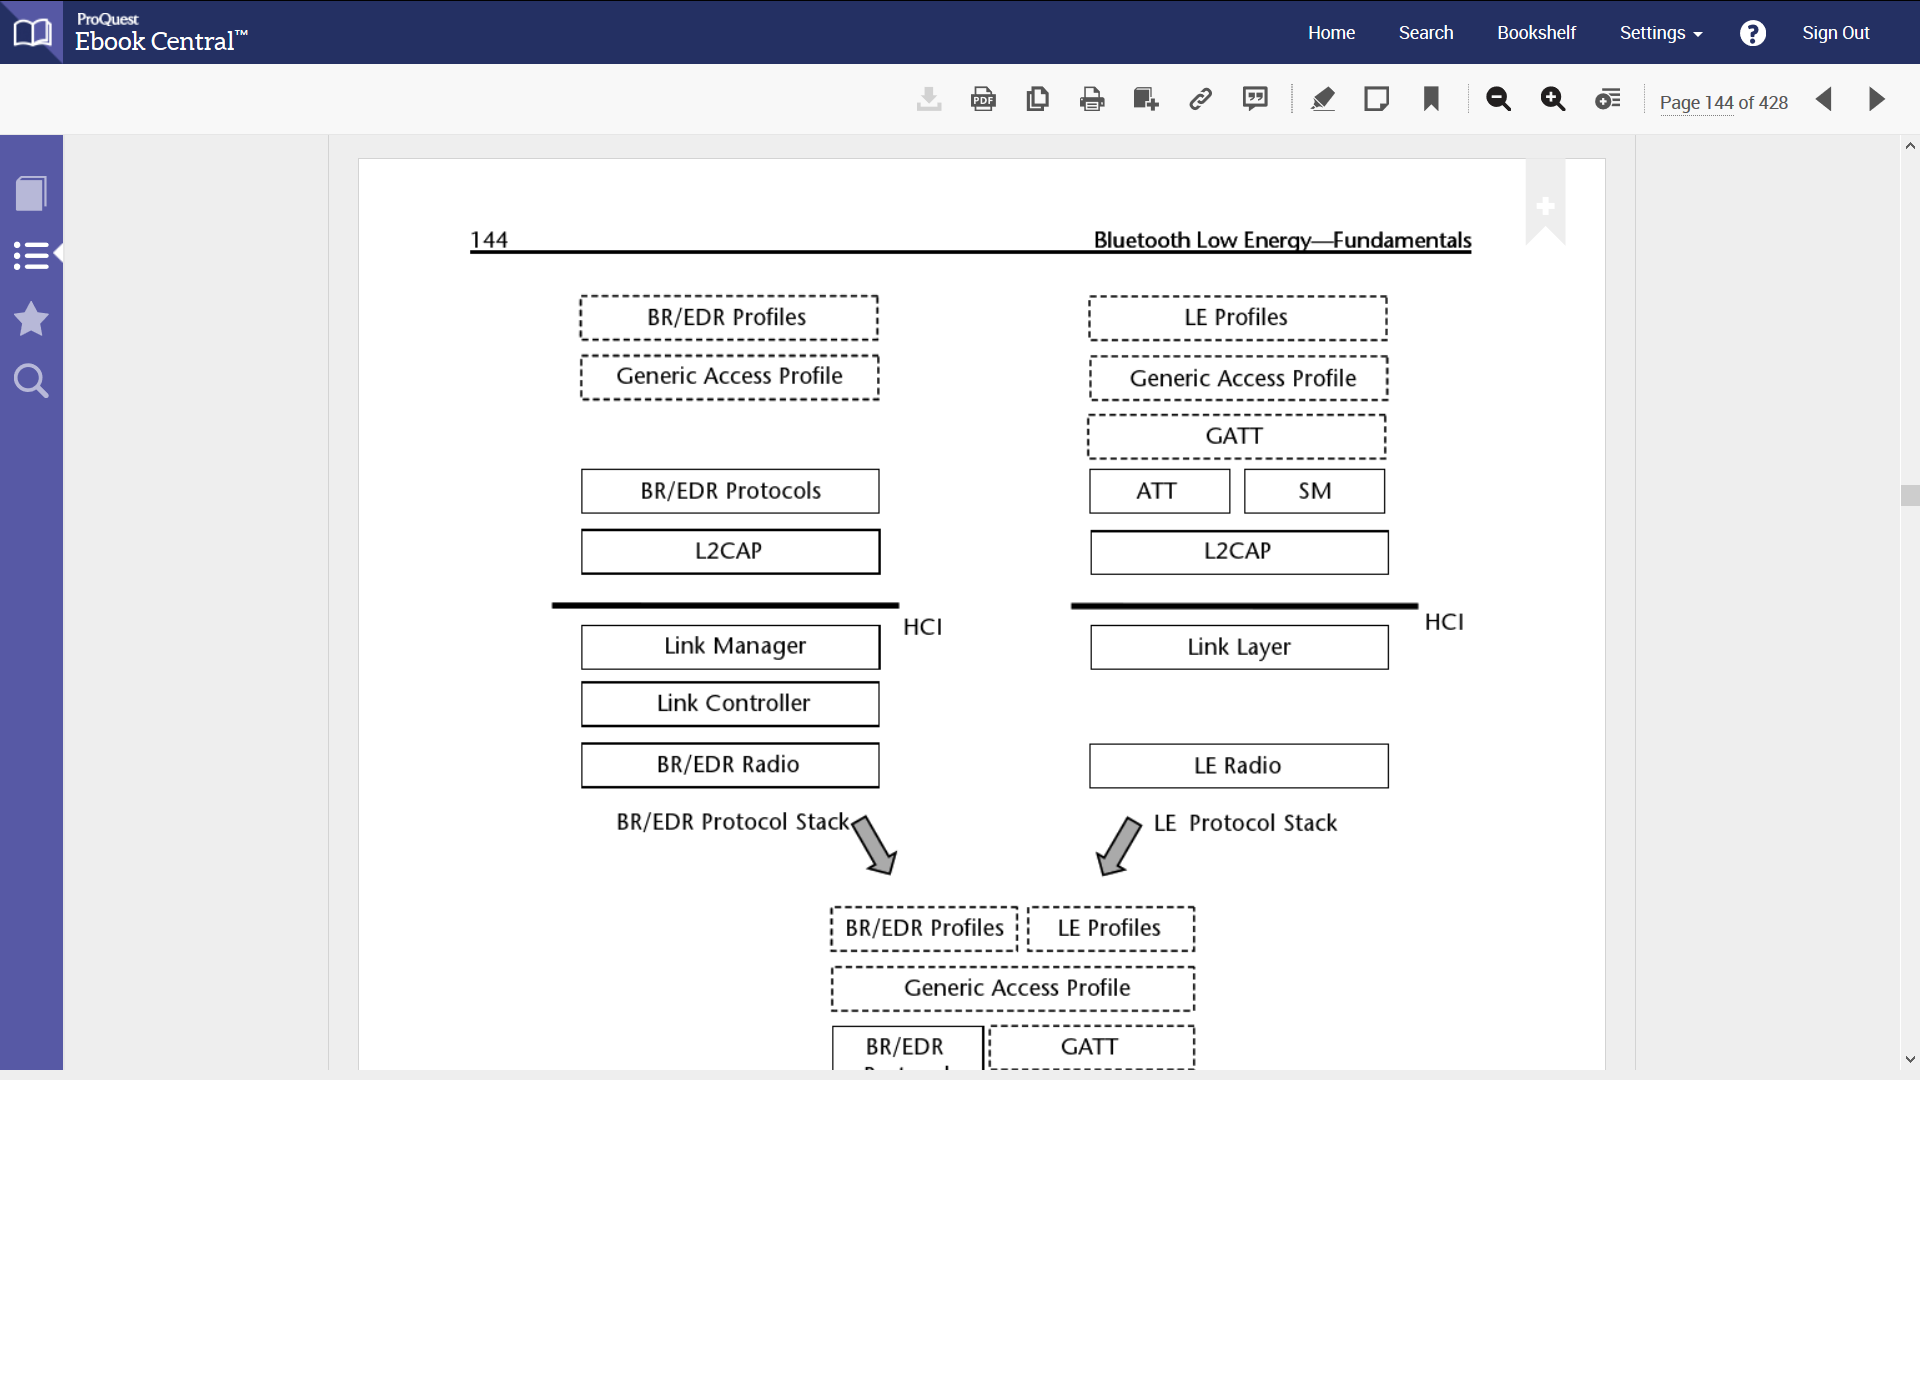 ProQuest
Ebook Central™
Home Search Bookshelf Settings ? Sign Out
PDF
Page 144 of 428
144 Bluetooth Low Energy—Fundamentals
BR/EDR Profiles
Generic Access Profile
BR/EDR Protocols
L2CAP
HCI
Link Manager
Link Controller
BR/EDR Radio
BR/EDR Protocol Stack
LE Profiles
Generic Access Profile
GATT
ATT SM
L2CAP
HCI
Link Layer
LE Radio
LE Protocol Stack
BR/EDR Profiles LE Profiles
Generic Access Profile
BR/EDR GATT